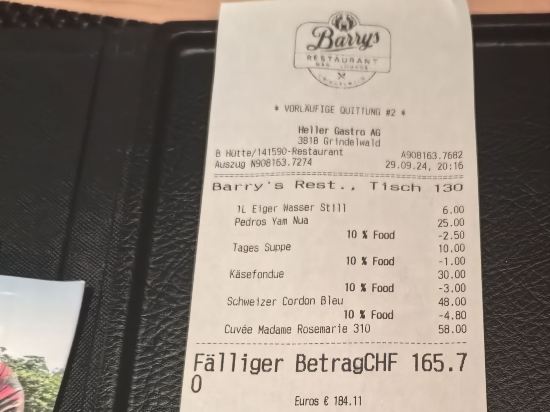 Barrys
RESTAURANT
BAR LOUNGE
GRINDELWALD
* VORLÄUFIGE QUITTUNG #2 *
Heller Gastro AG
3818 Grindelwald
B Hütte/141590-Restaurant A908163.7682
Auszug N908163.7274 29.09.24, 20:16
Barry's Rest., Tisch 130
1L Eiger Wasser Still 6.00
Pedros Yam Nua 25.00
10 % Food -2.50
Tages Suppe 10.00
10 % Food -1.00
Käsefondue 30.00
10 % Food -3.00
Schweizer Cordon Bleu 48.00
10 % Food -4.80
Cuvée Madame Rosemarie 310 58.00
Fälliger BetragCHF 165.7
0
Euros € 184.11